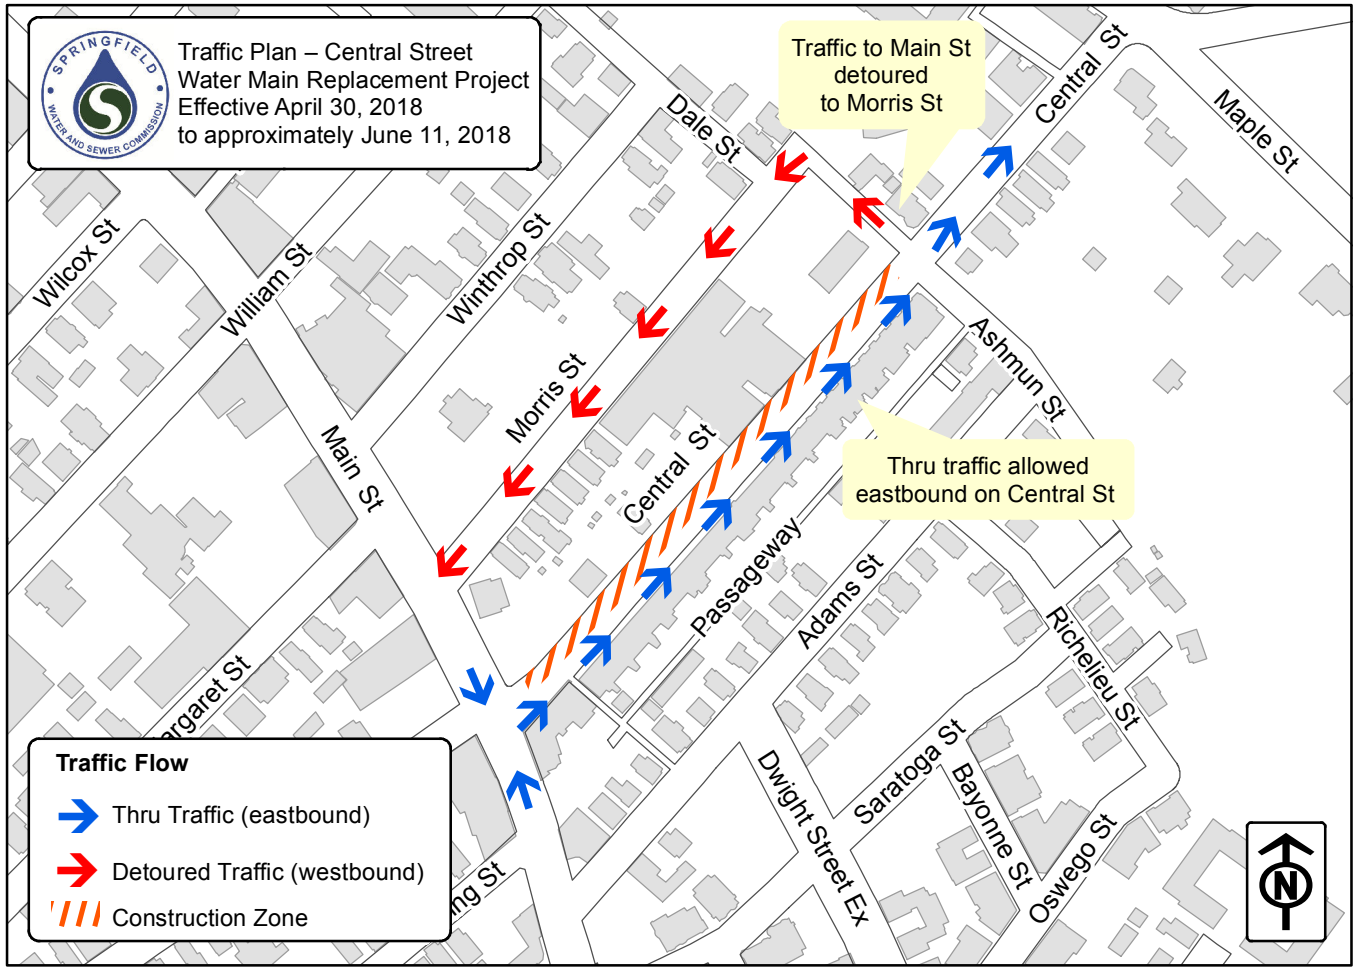 SPRINGFIELD
WATER AND SEWER COMMISSION
Traffic Plan – Central Street
Water Main Replacement Project
Effective April 30, 2018
to approximately June 11, 2018
Traffic to Main St
detoured
to Morris St
Central St
Maple St
Dale St
Wilcox St
William St
Winthrop St
Morris St
Main St
Central St
Ashmun St
Thru traffic allowed
eastbound on Central St
Passageway
Adams St
Richelieu St
argaret St
Saratoga St
Bayonne St
Dwight Street Ex
Oswego St
ng St
Traffic Flow
Thru Traffic (eastbound)
Detoured Traffic (westbound)
Construction Zone
N